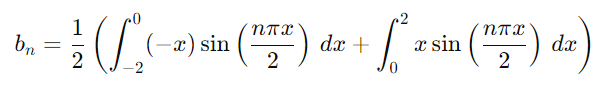 b_n = \frac{1}{2} \left( \int_{-2}^{0} (-x) \sin \left( \frac{n\pi x}{2} \right) \, dx + \int_{0}^{2} x \sin \left( \frac{n\pi x}{2} \right) \, dx \right)